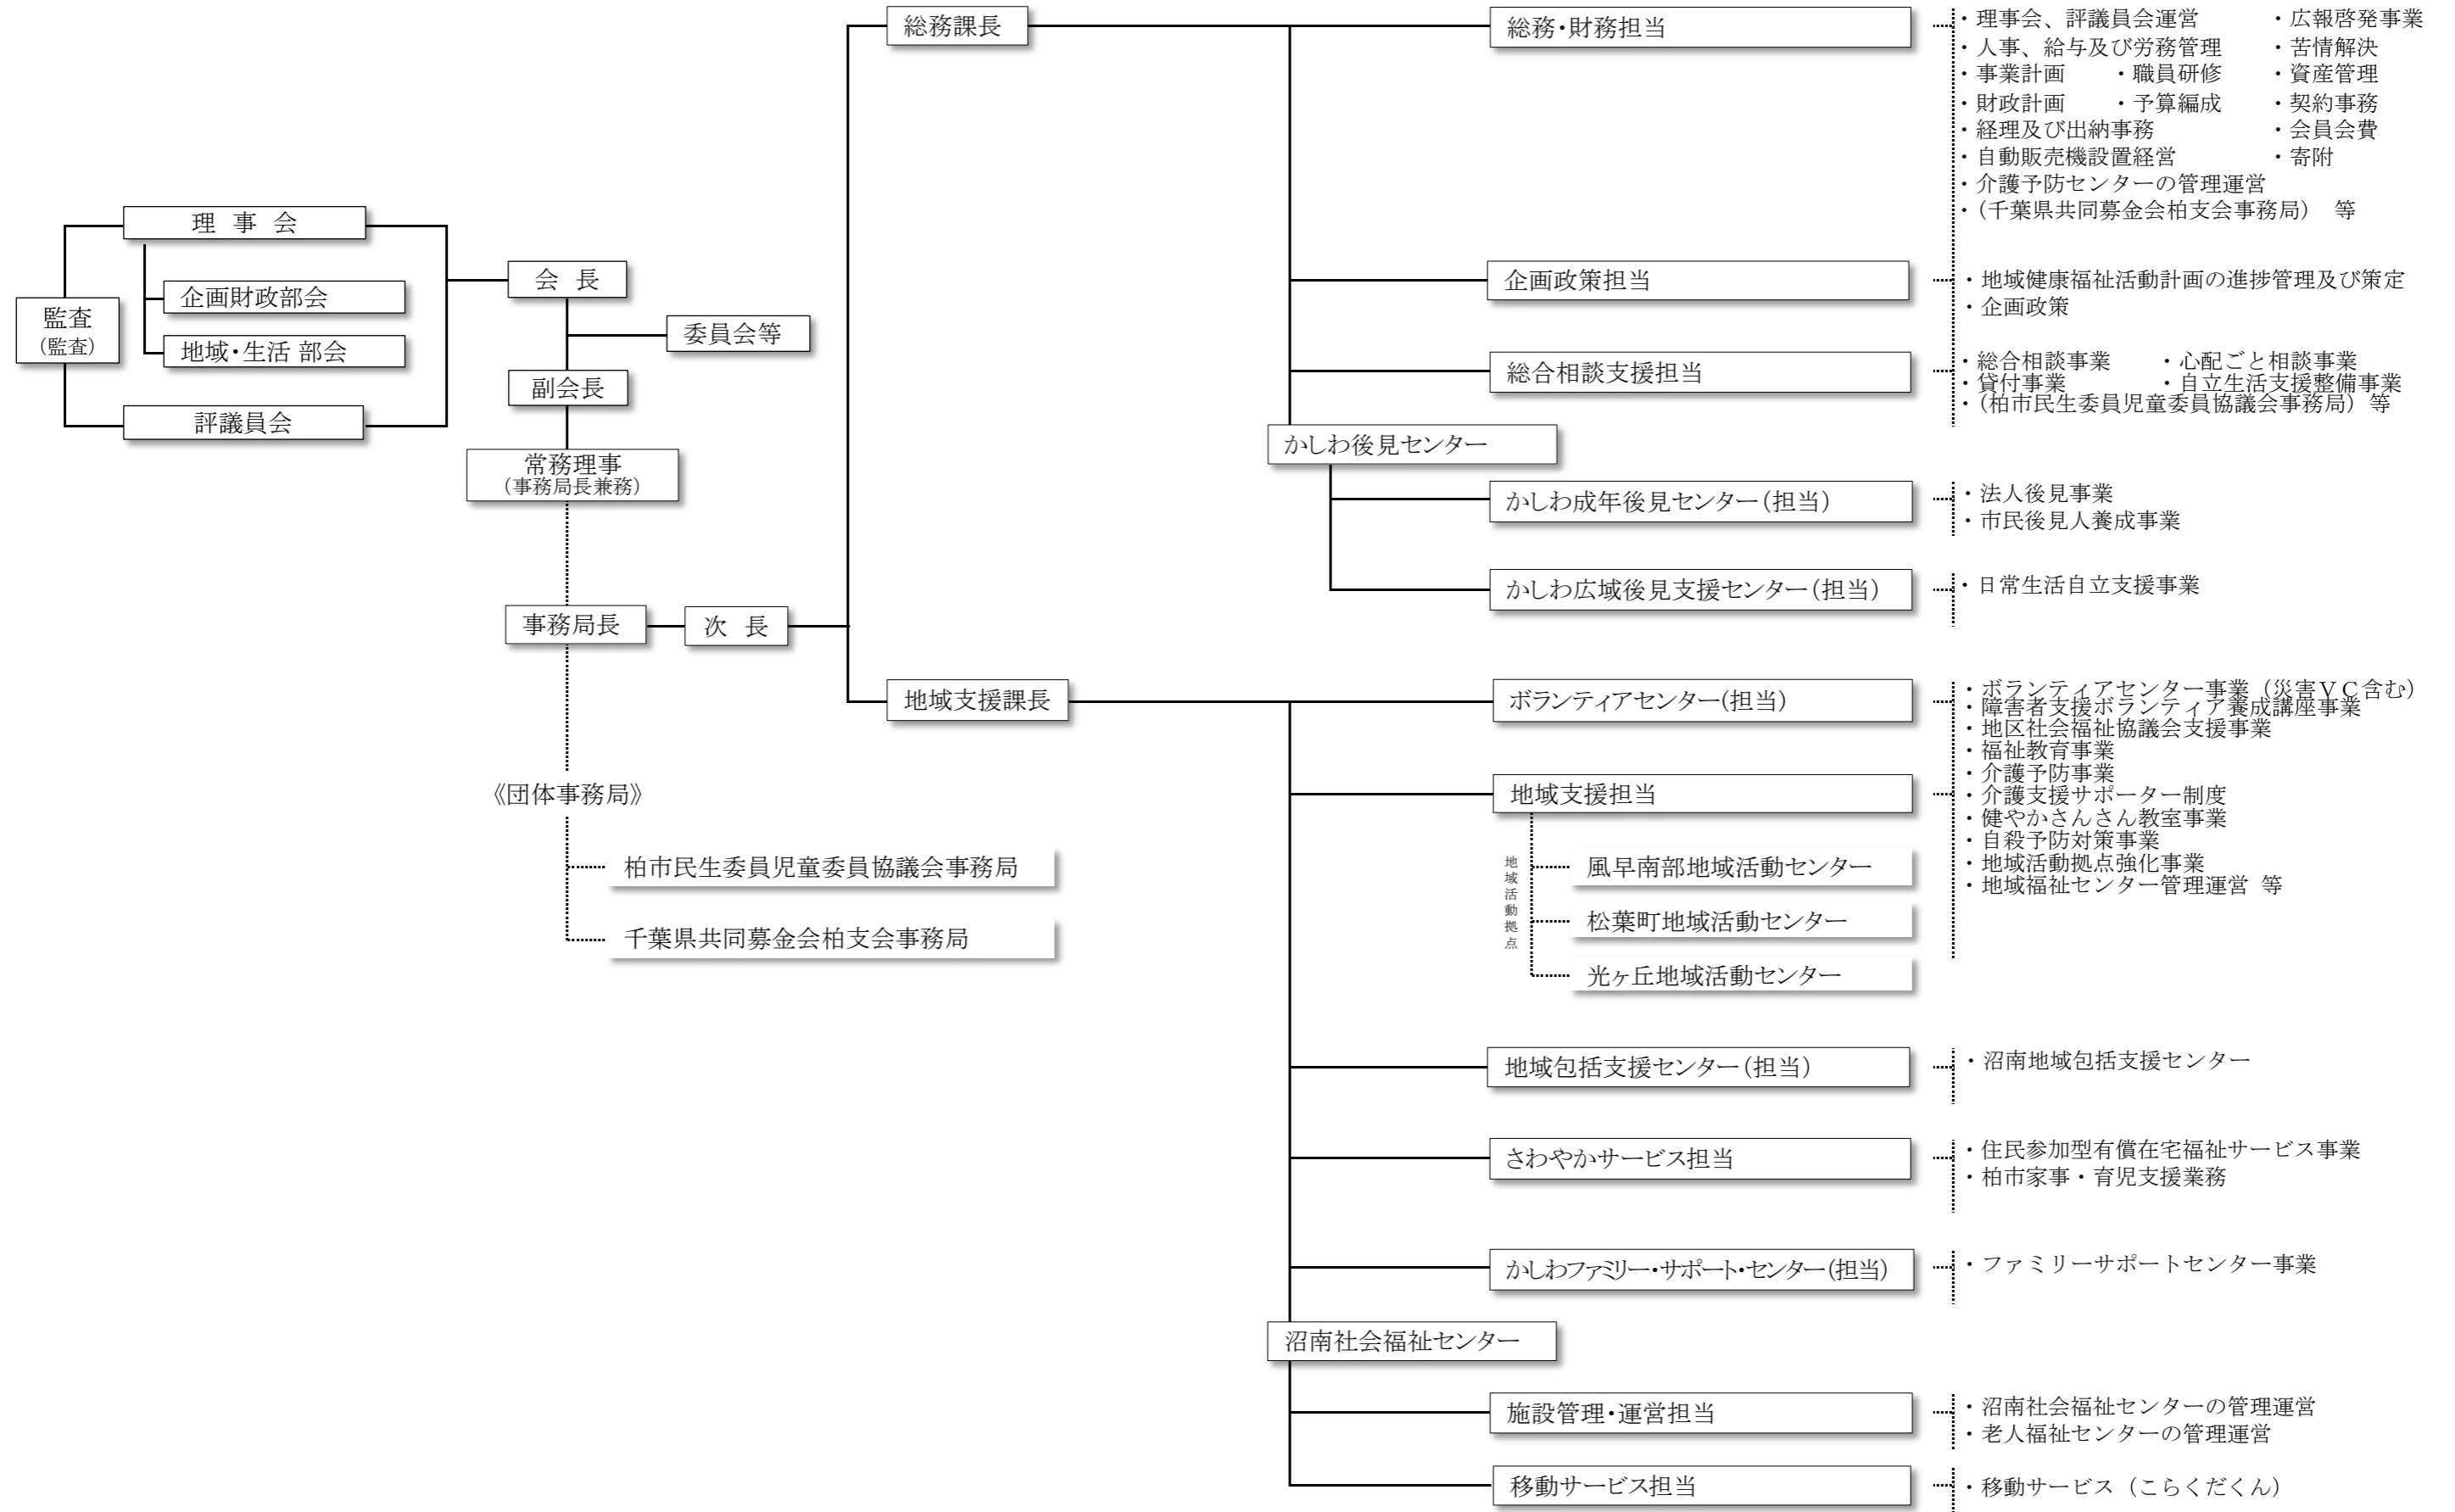 理 事 会
企画財政部会
地域・生活 部会
監査
（監査）
評議員会
会 長
委員会等
副会長
常務理事
（事務局長兼務）
事務局長
次 長
《団体事務局》
柏市民生委員児童委員協議会事務局
千葉県共同募金会柏支会事務局
総務課長
総務・財務担当
・理事会、評議員会運営 ・広報啓発事業
・人事、給与及び労務管理 ・苦情解決
・事業計画 ・職員研修 ・資産管理
・財政計画 ・予算編成 ・契約事務
・経理及び出納事務 ・会員会費
・自動販売機設置経営 ・寄附
・介護予防センターの管理運営
・（千葉県共同募金会柏支会事務局） 等
企画政策担当
・地域健康福祉活動計画の進捗管理及び策定
・企画政策
総合相談支援担当
・総合相談事業 ・心配ごと相談事業
・貸付事業 ・自立生活支援整備事業
・（柏市民生委員児童委員協議会事務局）等
かしわ後見センター
かしわ成年後見センター（担当）
・法人後見事業
・市民後見人養成事業
かしわ広域後見支援センター（担当）
・日常生活自立支援事業
地域支援課長
ボランティアセンター(担当）
・ボランティアセンター事業（災害ＶＣ含む）
・障害者支援ボランティア養成講座事業
・地区社会福祉協議会支援事業
・福祉教育事業
・介護予防事業
・介護支援サポーター制度
・健やかさんさん教室事業
・自殺予防対策事業
・地域活動拠点強化事業
・地域福祉センター管理運営 等
地域支援担当
地域活動拠点
風早南部地域活動センター
松葉町地域活動センター
光ヶ丘地域活動センター
地域包括支援センター（担当）
・沼南地域包括支援センター
さわやかサービス担当
・住民参加型有償在宅福祉サービス事業
・柏市家事・育児支援業務
かしわファミリー・サポート・センター（担当）
・ファミリーサポートセンター事業
沼南社会福祉センター
施設管理・運営担当
・沼南社会福祉センターの管理運営
・老人福祉センターの管理運営
移動サービス担当
・移動サービス（こらくだくん）